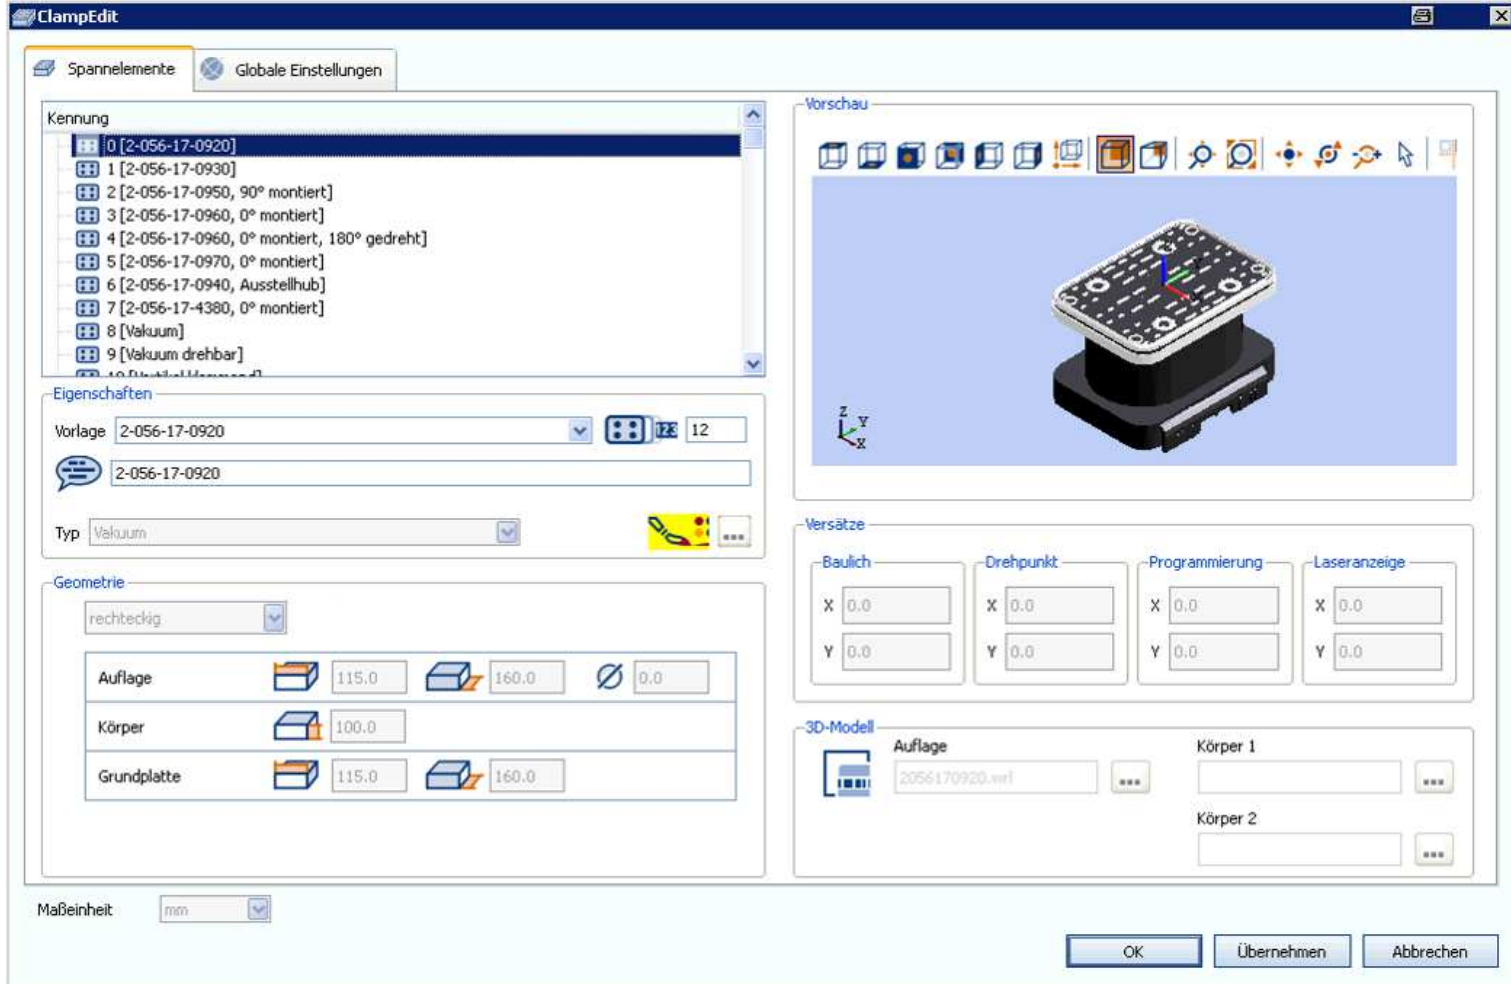 ClampEdit
Spannelemente
Globale Einstellungen
Kennung
0 [2-056-17-0920]
1 [2-056-17-0930]
2 [2-056-17-0950, 90° montiert]
3 [2-056-17-0960, 0° montiert]
4 [2-056-17-0960, 0° montiert, 180° gedreht]
5 [2-056-17-0970, 0° montiert]
6 [2-056-17-0940, Ausstellhub]
7 [2-056-17-4380, 0° montiert]
8 [Vakuum]
9 [Vakuum drehbar]
Eigenschaften
Vorlage 2-056-17-0920 123 12
2-056-17-0920
Typ Vakuum ...
Geometrie
rechteckig
Auflage 115.0 160.0 0.0
Körper 100.0
Grundplatte 115.0 160.0
Maßeinheit mm
Vorschau
Z
Y
X
Versätze
Baulich Drehpunkt Programmierung Laseranzeige
X 0.0 X 0.0 X 0.0 X 0.0
Y 0.0 Y 0.0 Y 0.0 Y 0.0
3D-Modell
Auflage Körper 1
2056170920.wrl ... ...
Körper 2
...
OK Übernehmen Abbrechen